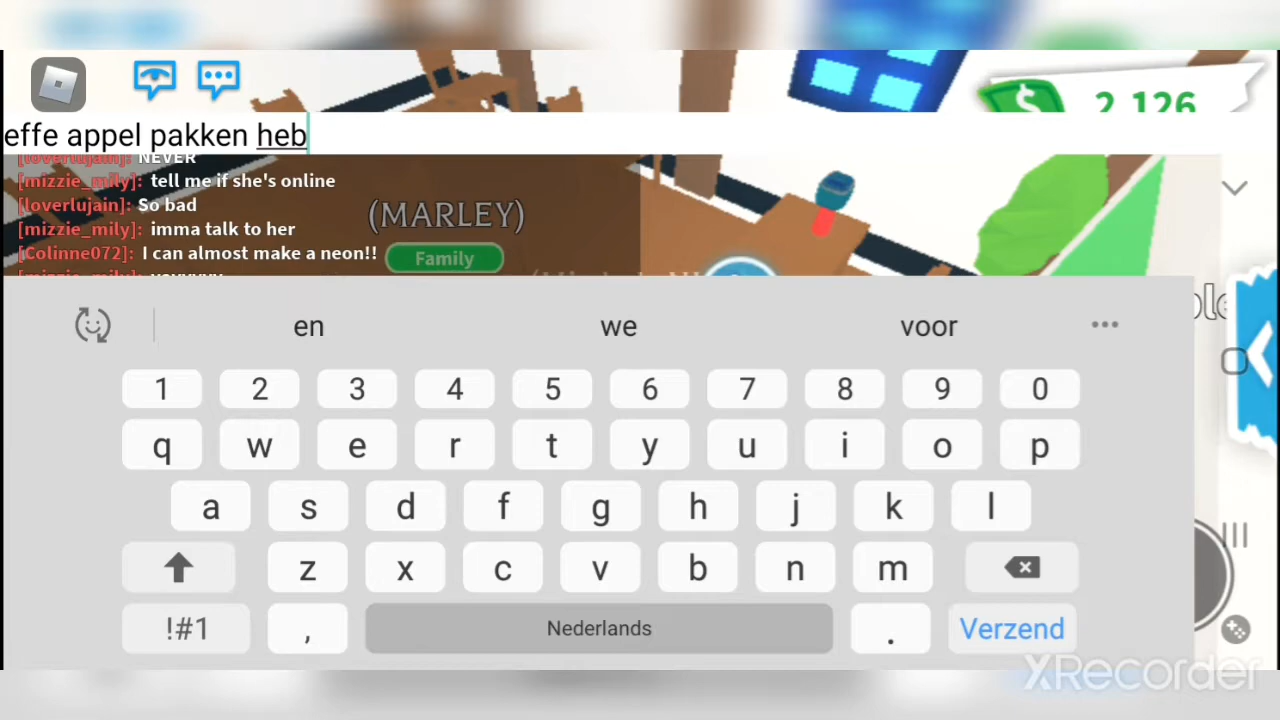 2,126
effe appel pakken heb
[loverlujain]: NEVER
[mizzie_mily]: tell me if she's online
[loverlujain]: So bad
[mizzie_mily]: imma talk to her
[Colinne072]: I can almost make a neon!!
(MARLEY)
Family
en we voor
1 2 3 4 5 6 7 8 9 0
q w e r t y u i o p
a s d f g h j k l
z x c v b n m
!#1 , Nederlands . Verzend
XRecorder